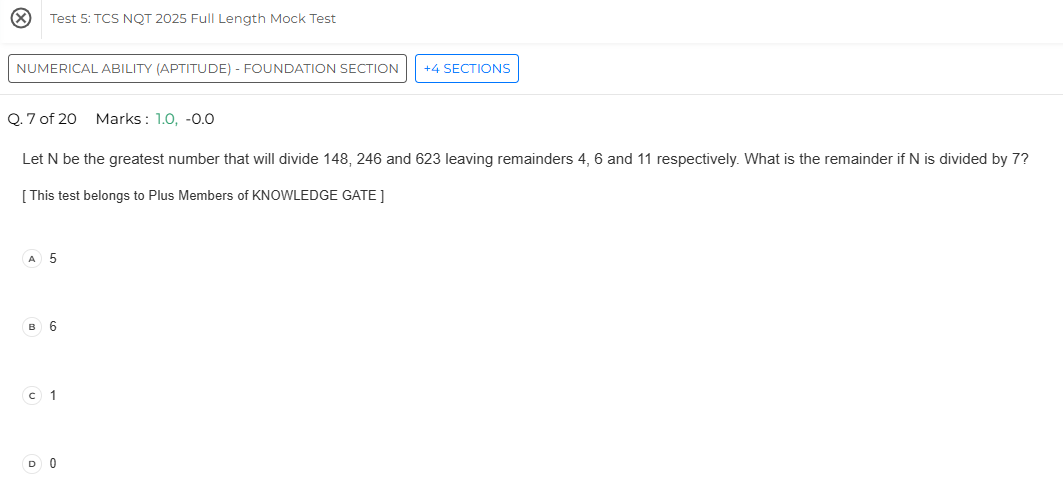 Test 5: TCS NQT 2025 Full Length Mock Test
NUMERICAL ABILITY (APTITUDE) - FOUNDATION SECTION
+4 SECTIONS
Q. 7 of 20 Marks : 1.0, -0.0
Let N be the greatest number that will divide 148, 246 and 623 leaving remainders 4, 6 and 11 respectively. What is the remainder if N is divided by 7?
[ This test belongs to Plus Members of KNOWLEDGE GATE ]
A 5
B 6
C 1
D 0